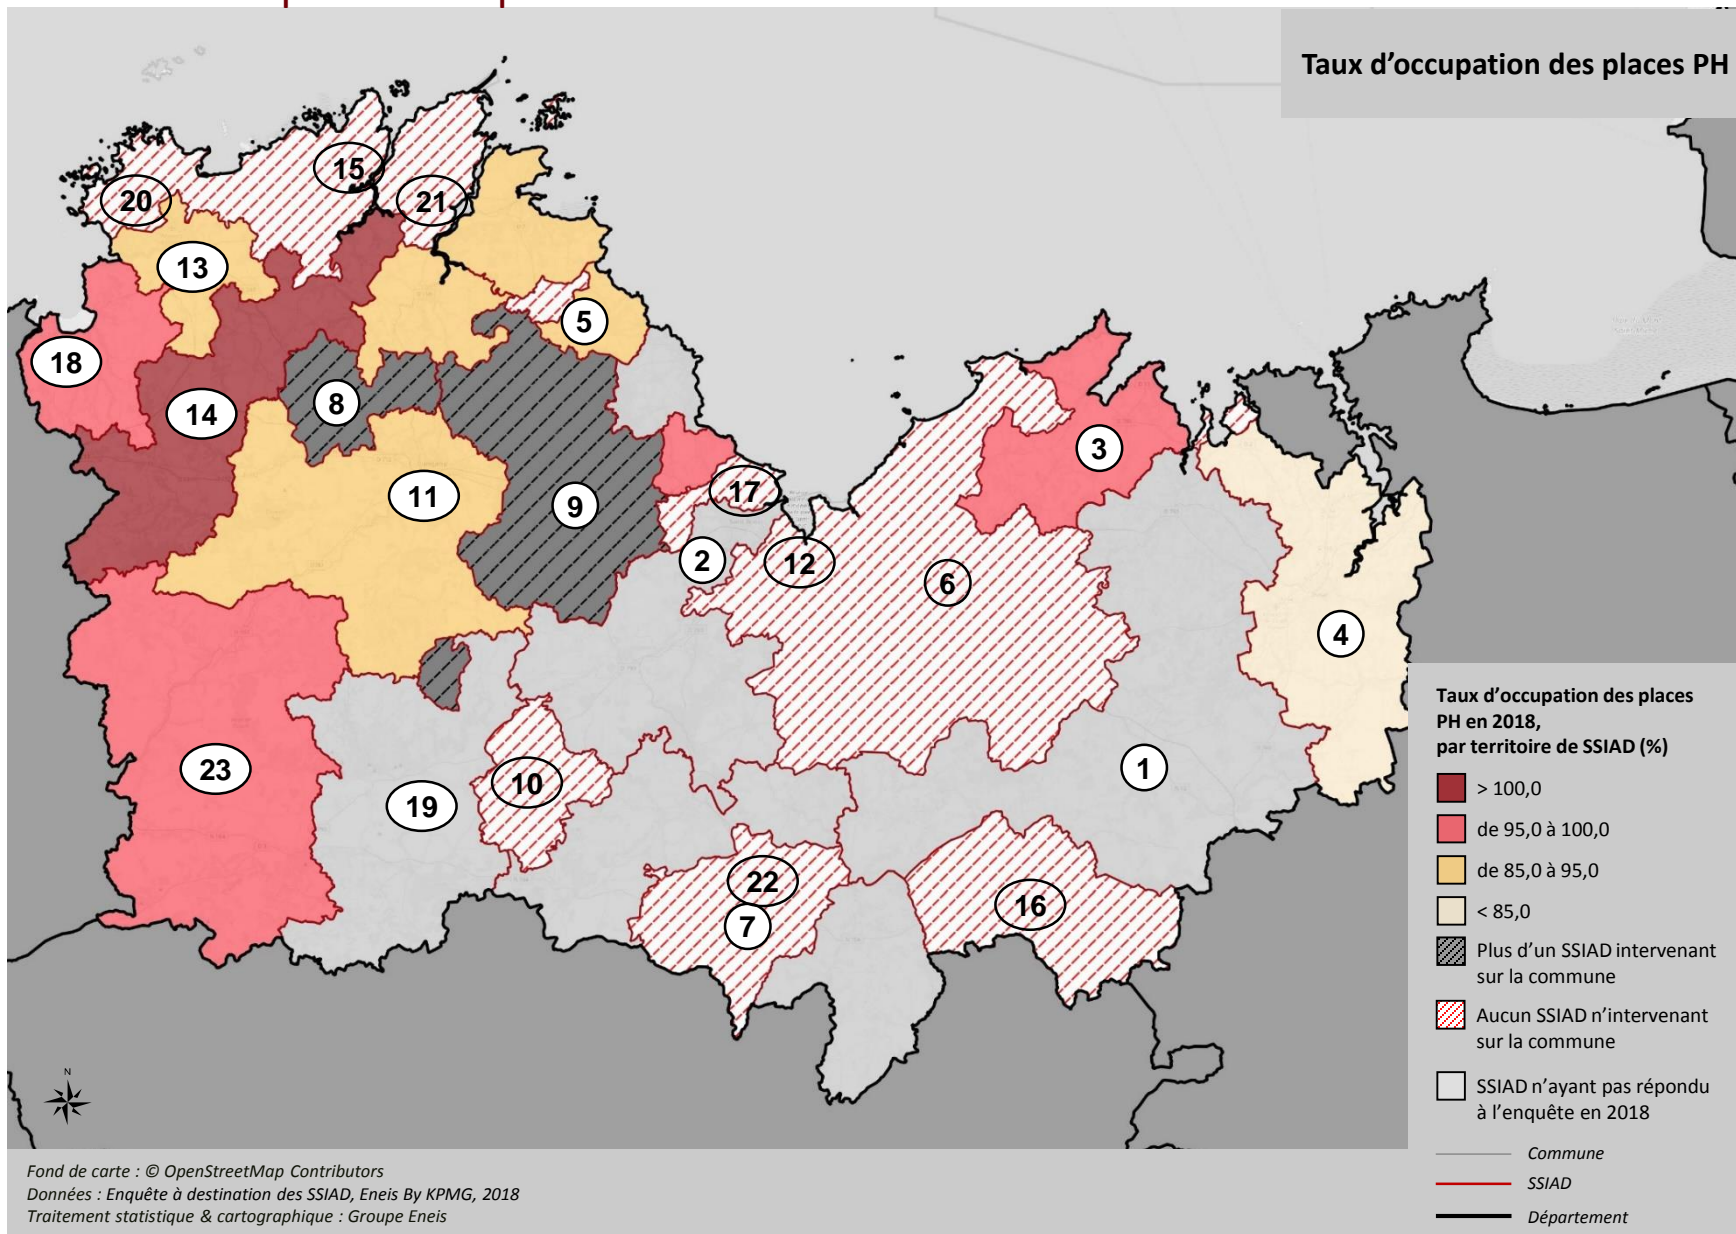 Taux d'occupation des places PH
15
20
21
13
5
18
8
14
3
11
17
9
2
12
6
4
23
10
1
19
22
16
7
Taux d'occupation des places
PH en 2018,
par territoire de SSIAD (%)
> 100,0
de 95,0 à 100,0
de 85,0 à 95,0
< 85,0
Plus d'un SSIAD intervenant
sur la commune
Aucun SSIAD n'intervenant
sur la commune
SSIAD n'ayant pas répondu
à l'enquête en 2018
Commune
SSIAD
Département
N
Fond de carte : © OpenStreetMap Contributors
Données : Enquête à destination des SSIAD, Eneis By KPMG, 2018
Traitement statistique & cartographique : Groupe Eneis